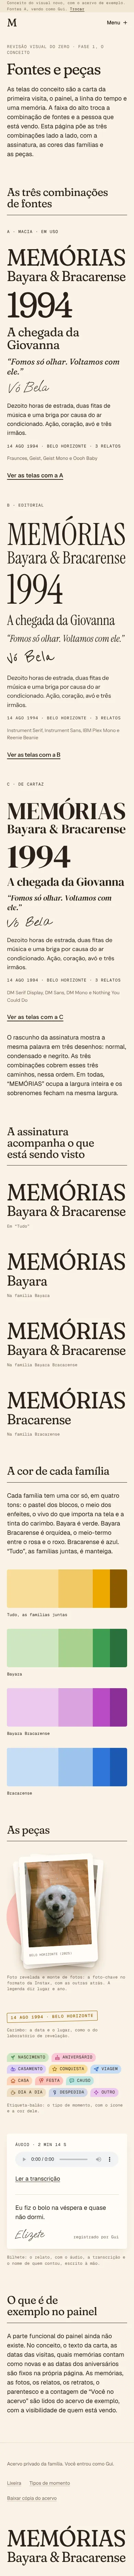 Conceito do visual novo, com o acervo de exemplo.
Fontes A, verba como Gui. Trocar
M
Menu →
REVISÃO VISUAL DO ZERO · FASE 1, O
CONCEITO
Fontes e peças
As telas do conceito são a carta da
primeira visita, o painel, a linha do tempo e
uma memória. A faixa do alto troca a
combinação de fontes e a pessoa que
está vendo. Esta página põe as três
combinações lado a lado, com a
assinatura, as cores das famílias e
as peças.
As três combinações
de fontes
A · MACIA · EM USO
MEMÓRIAS
Bayara & Bracarense
1994
A chegada da
Giovanna
“Fomos só olhar. Voltamos com
ele.”
Vó Bela
Dezoito horas de estrada, duas fitas de
música e uma briga por causa do ar
condicionado. Ação, coração, avó e três
irmãos.
14 AGO 1994 · BELO HORIZONTE · 3 RELATOS
Fraunces, Geist, Geist Mono e Oooh Baby
Ver as telas com a A
B · EDITORIAL
MEMÓRIAS
Bayara & Bracarense
1994
A chegada da Giovanna
“Fomos só olhar. Voltamos com ele.”
Vó Bela
Dezoito horas de estrada, duas fitas de
música e uma briga por causa do ar
condicionado. Ação, coração, avó e três
irmãos.
14 AGO 1994 · BELO HORIZONTE · 3 RELATOS
Instrument Serif, Instrument Sans, IBM Plex Mono e
Reenie Beanie
Ver as telas com a B
C · DE CARTAZ
MEMÓRIAS
Bayara & Bracarense
1994
A chegada da Giovanna
“Fomos só olhar. Voltamos com
ele.”
Vó Bela
Dezoito horas de estrada, duas fitas de
música e uma briga por causa do ar
condicionado. Ação, coração, avó e três
irmãos.
14 AGO 1994 · BELO HORIZONTE · 3 RELATOS
DM Serif Display, DM Sans, DM Mono e Nothing You
Could Do
Ver as telas com a C
O rascunho da assinatura mostra a
mesma palavra em três desenhos: normal,
condensado e negrito. As três
combinações cobrem esses três
caminhos, nessa ordem. Em todas,
“MEMÓRIAS” ocupa a largura inteira e os
sobrenomes fecham na mesma largura.
A assinatura
acompanha o que
está sendo visto
MEMÓRIAS
Bayara & Bracarense
Em "Tudo"
MEMÓRIAS
Bayara
Na família Bayara
MEMÓRIAS
Bayara & Bracarense
Na família Bayara Bracarense
MEMÓRIAS
Bracarense
Na família Bracarense
A cor de cada família
Cada família tem uma cor só, em quatro
tons: o pastel dos blocos, o meio dos
enfeites, o vivo do que importa na tela e a
tinta do carimbo. Bayara é verde. Bayara
Bracarense é orquídea, o meio-termo
entre o rosa e o roxo. Bracarense é azul.
“Tudo”, as famílias juntas, é manteiga.
Tudo, as famílias juntas
Bayara
Bayara Bracarense
Bracarense
As peças
BELO HORIZONTE (1989)
Foto revelada e monte de fotos: a foto-chave no
formato de Instax, com as outras atrás. A
legenda diz lugar e ano.
14 AGO 1994 · BELO HORIZONTE
Carimbo: a data e o lugar, como o do
laboratório de revelação.
NASCIMENTO
ANIVERSÁRIO
CASAMENTO
CONQUISTA
VIAGEM
CASA
FESTA
CAUSO
DIA A DIA
DESPEDIDA
OUTRO
Etiqueta-balão: o tipo de momento, com o ícone
e a cor dele.
ÁUDIO · 2 MIN 14 S
0:00 / 0:00
Ler a transcrição
Eu fiz o bolo na véspera e quase
não dormi.
Elizete
registrado por Gui
Bilhete: o relato, com o áudio, a transcrição e
o nome de quem contou, escrito à mão.
O que é de
exemplo no painel
A parte funcional do painel ainda não
existe. No conceito, o texto da carta, as
datas das visitas, quais memórias contam
como novas e as datas dos comentários
são fixos na página. As memórias,
as fotos, os relatos, os retratos, o
parentesco e a contagem de “Você no
acervo” são lidos do acervo de exemplo,
com a visibilidade de quem está vendo.
Acervo privado da família. Você entrou como Gui.
Lixeira
Tipos de momento
Baixar cópia do acervo
MEMÓRIAS
Bayara & Bracarense